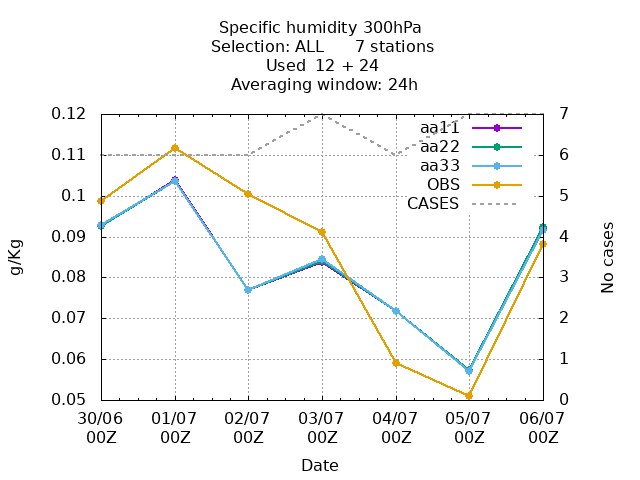 Specific humidity 300hPa
Selection: ALL 7 stations
Used 12 + 24
Averaging window: 24h
0.12
0.11
0.1
0.09
0.08
0.07
0.06
0.05
g/Kg
7
6
5
4
3
2
1
0
No cases
aa11
aa22
aa33
OBS
CASES
30/06 01/07 02/07 03/07 04/07 05/07 06/07
00Z 00Z 00Z 00Z 00Z 00Z 00Z
Date